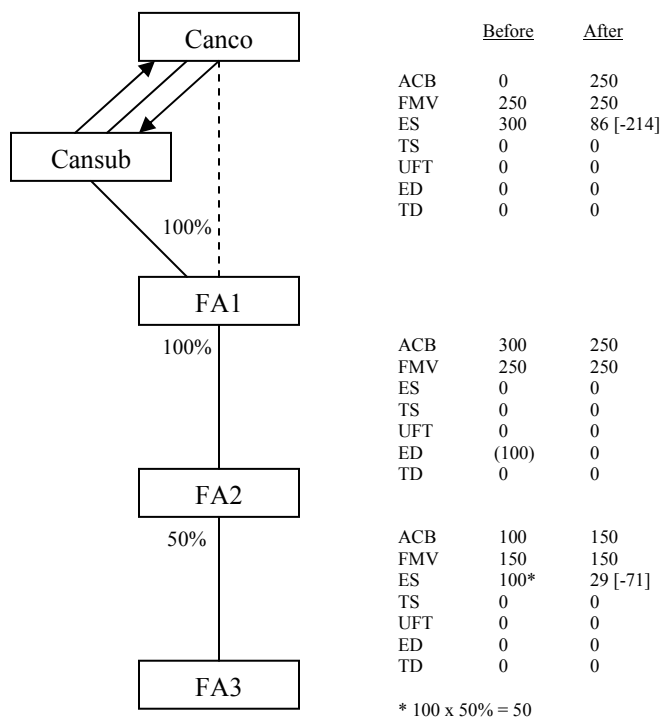 Canco
Cansub
100%
FA1
100%
FA2
50%
FA3
Before After
ACB 0 250
FMV 250 250
ES 300 86 [-214]
TS 0 0
UFT 0 0
ED 0 0
TD 0 0
ACB 300 250
FMV 250 250
ES 0 0
TS 0 0
UFT 0 0
ED (100) 0
TD 0 0
ACB 100 150
FMV 150 150
ES 100* 29 [-71]
TS 0 0
UFT 0 0
ED 0 0
TD 0 0
* 100 x 50% = 50